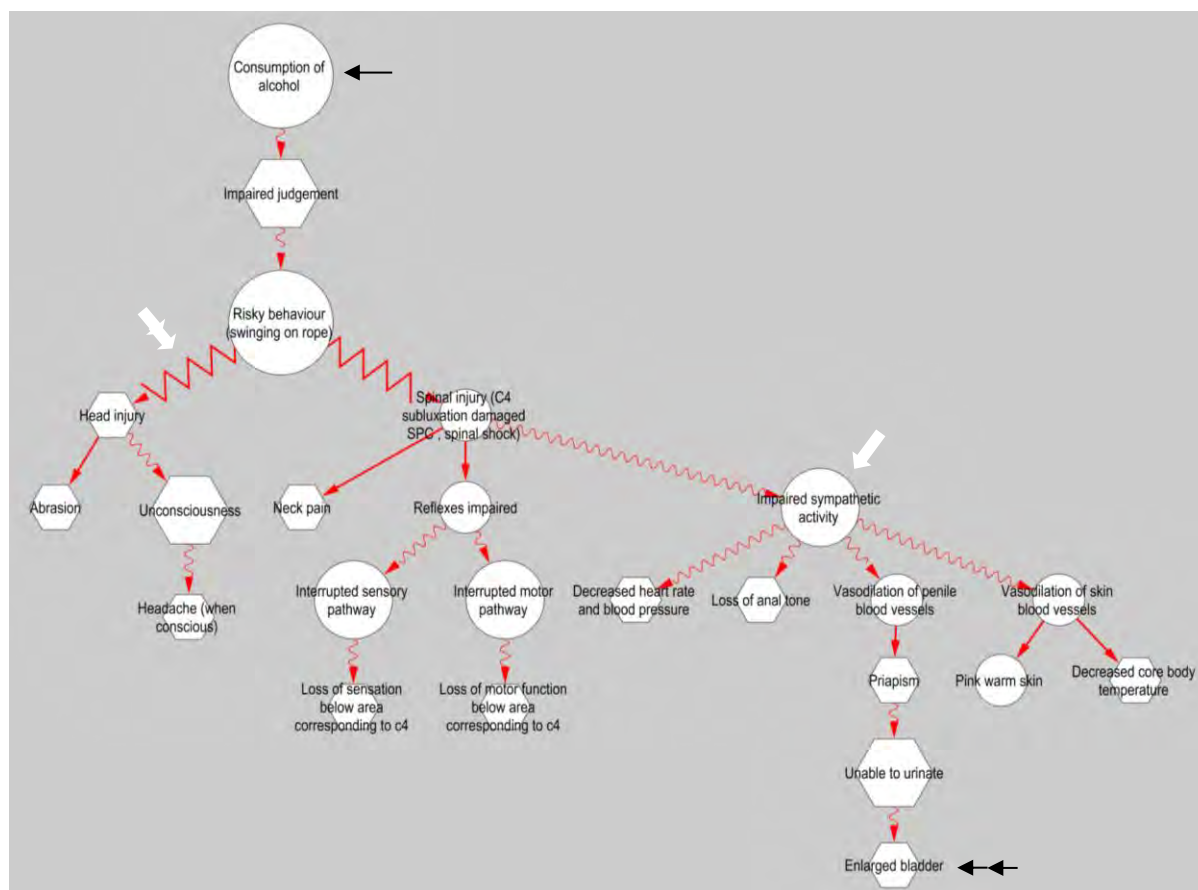 Consumption of
alcohol
Impaired judgement
Risky behaviour
(swinging on rope)
Head injury
Spinal injury (C4
subluxation damaged
SPC , spinal shock)
Abrasion
Unconsciousness
Neck pain
Reflexes impaired
Impaired sympathetic
activity
Headache (when
conscious)
Interrupted sensory
pathway
Interrupted motor
pathway
Decreased heart rate
and blood pressure
Loss of anal tone
Vasodilation of penile
blood vessels
Vasodilation of skin
blood vessels
Loss of sensation
below area
corresponding to c4
Loss of motor function
below area
corresponding to c4
Priapism
Pink warm skin
Decreased core body
temperature
Unable to urinate
Enlarged bladder